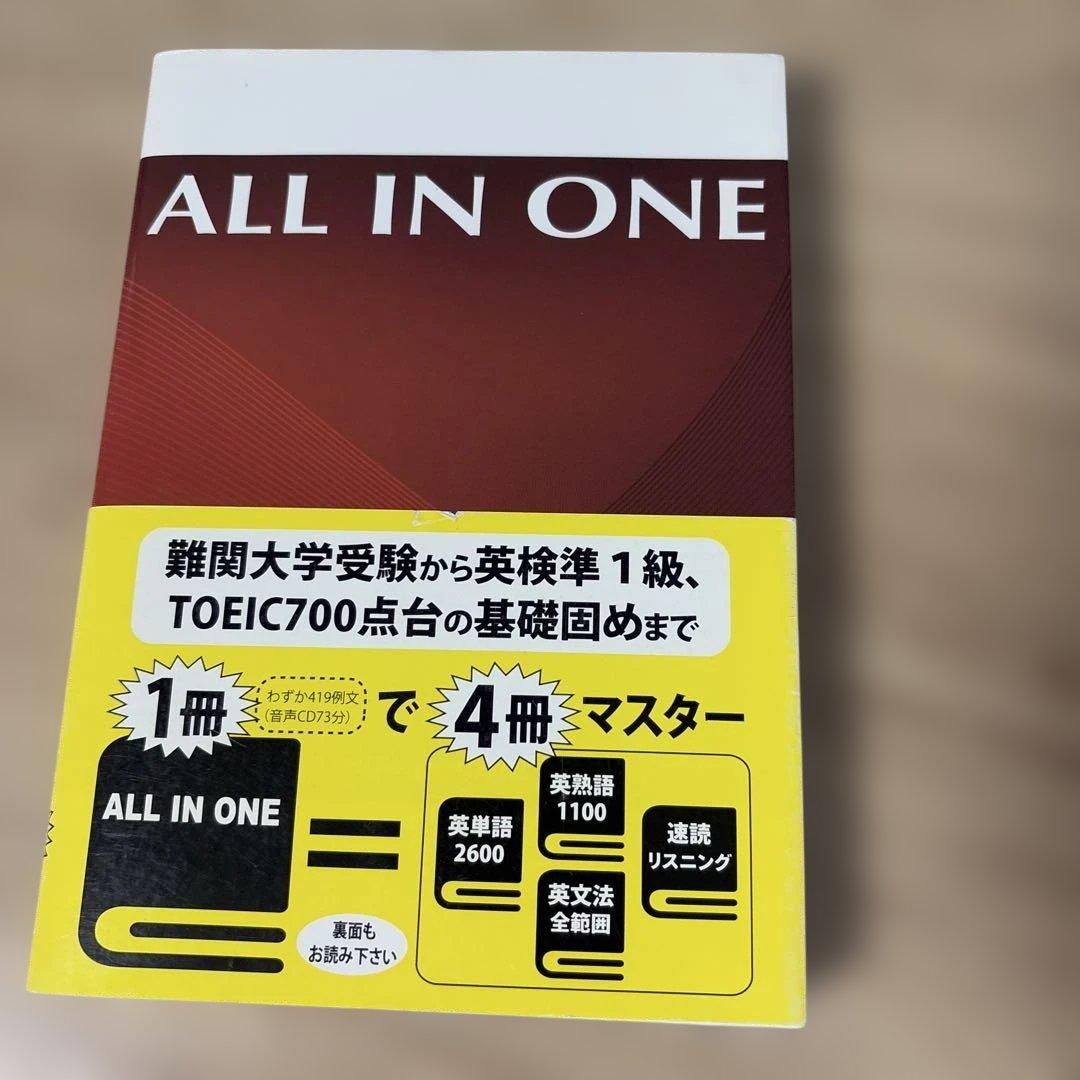 ALL IN ONE
難関大学受験から英検準1級、
TOEIC700点台の基礎固めまで
1冊
わずか419例文
(音声CD73分)
で
4冊
マスター
ALL IN ONE
=
英単語
2600
英熟語
1100
英文法
全範囲
速読
リスニング
裏面も
お読み下さい